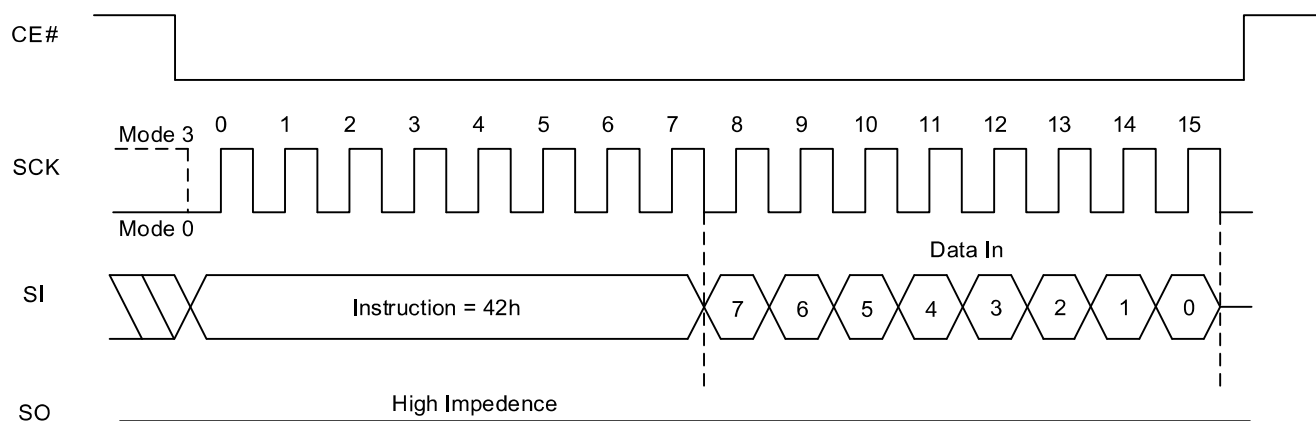 CE#
Mode 3
0 1 2 3 4 5 6 7 8 9 10 11 12 13 14 15
SCK
Mode 0
Data In
SI
Instruction = 42h
7 6 5 4 3 2 1 0
High Impedence
SO